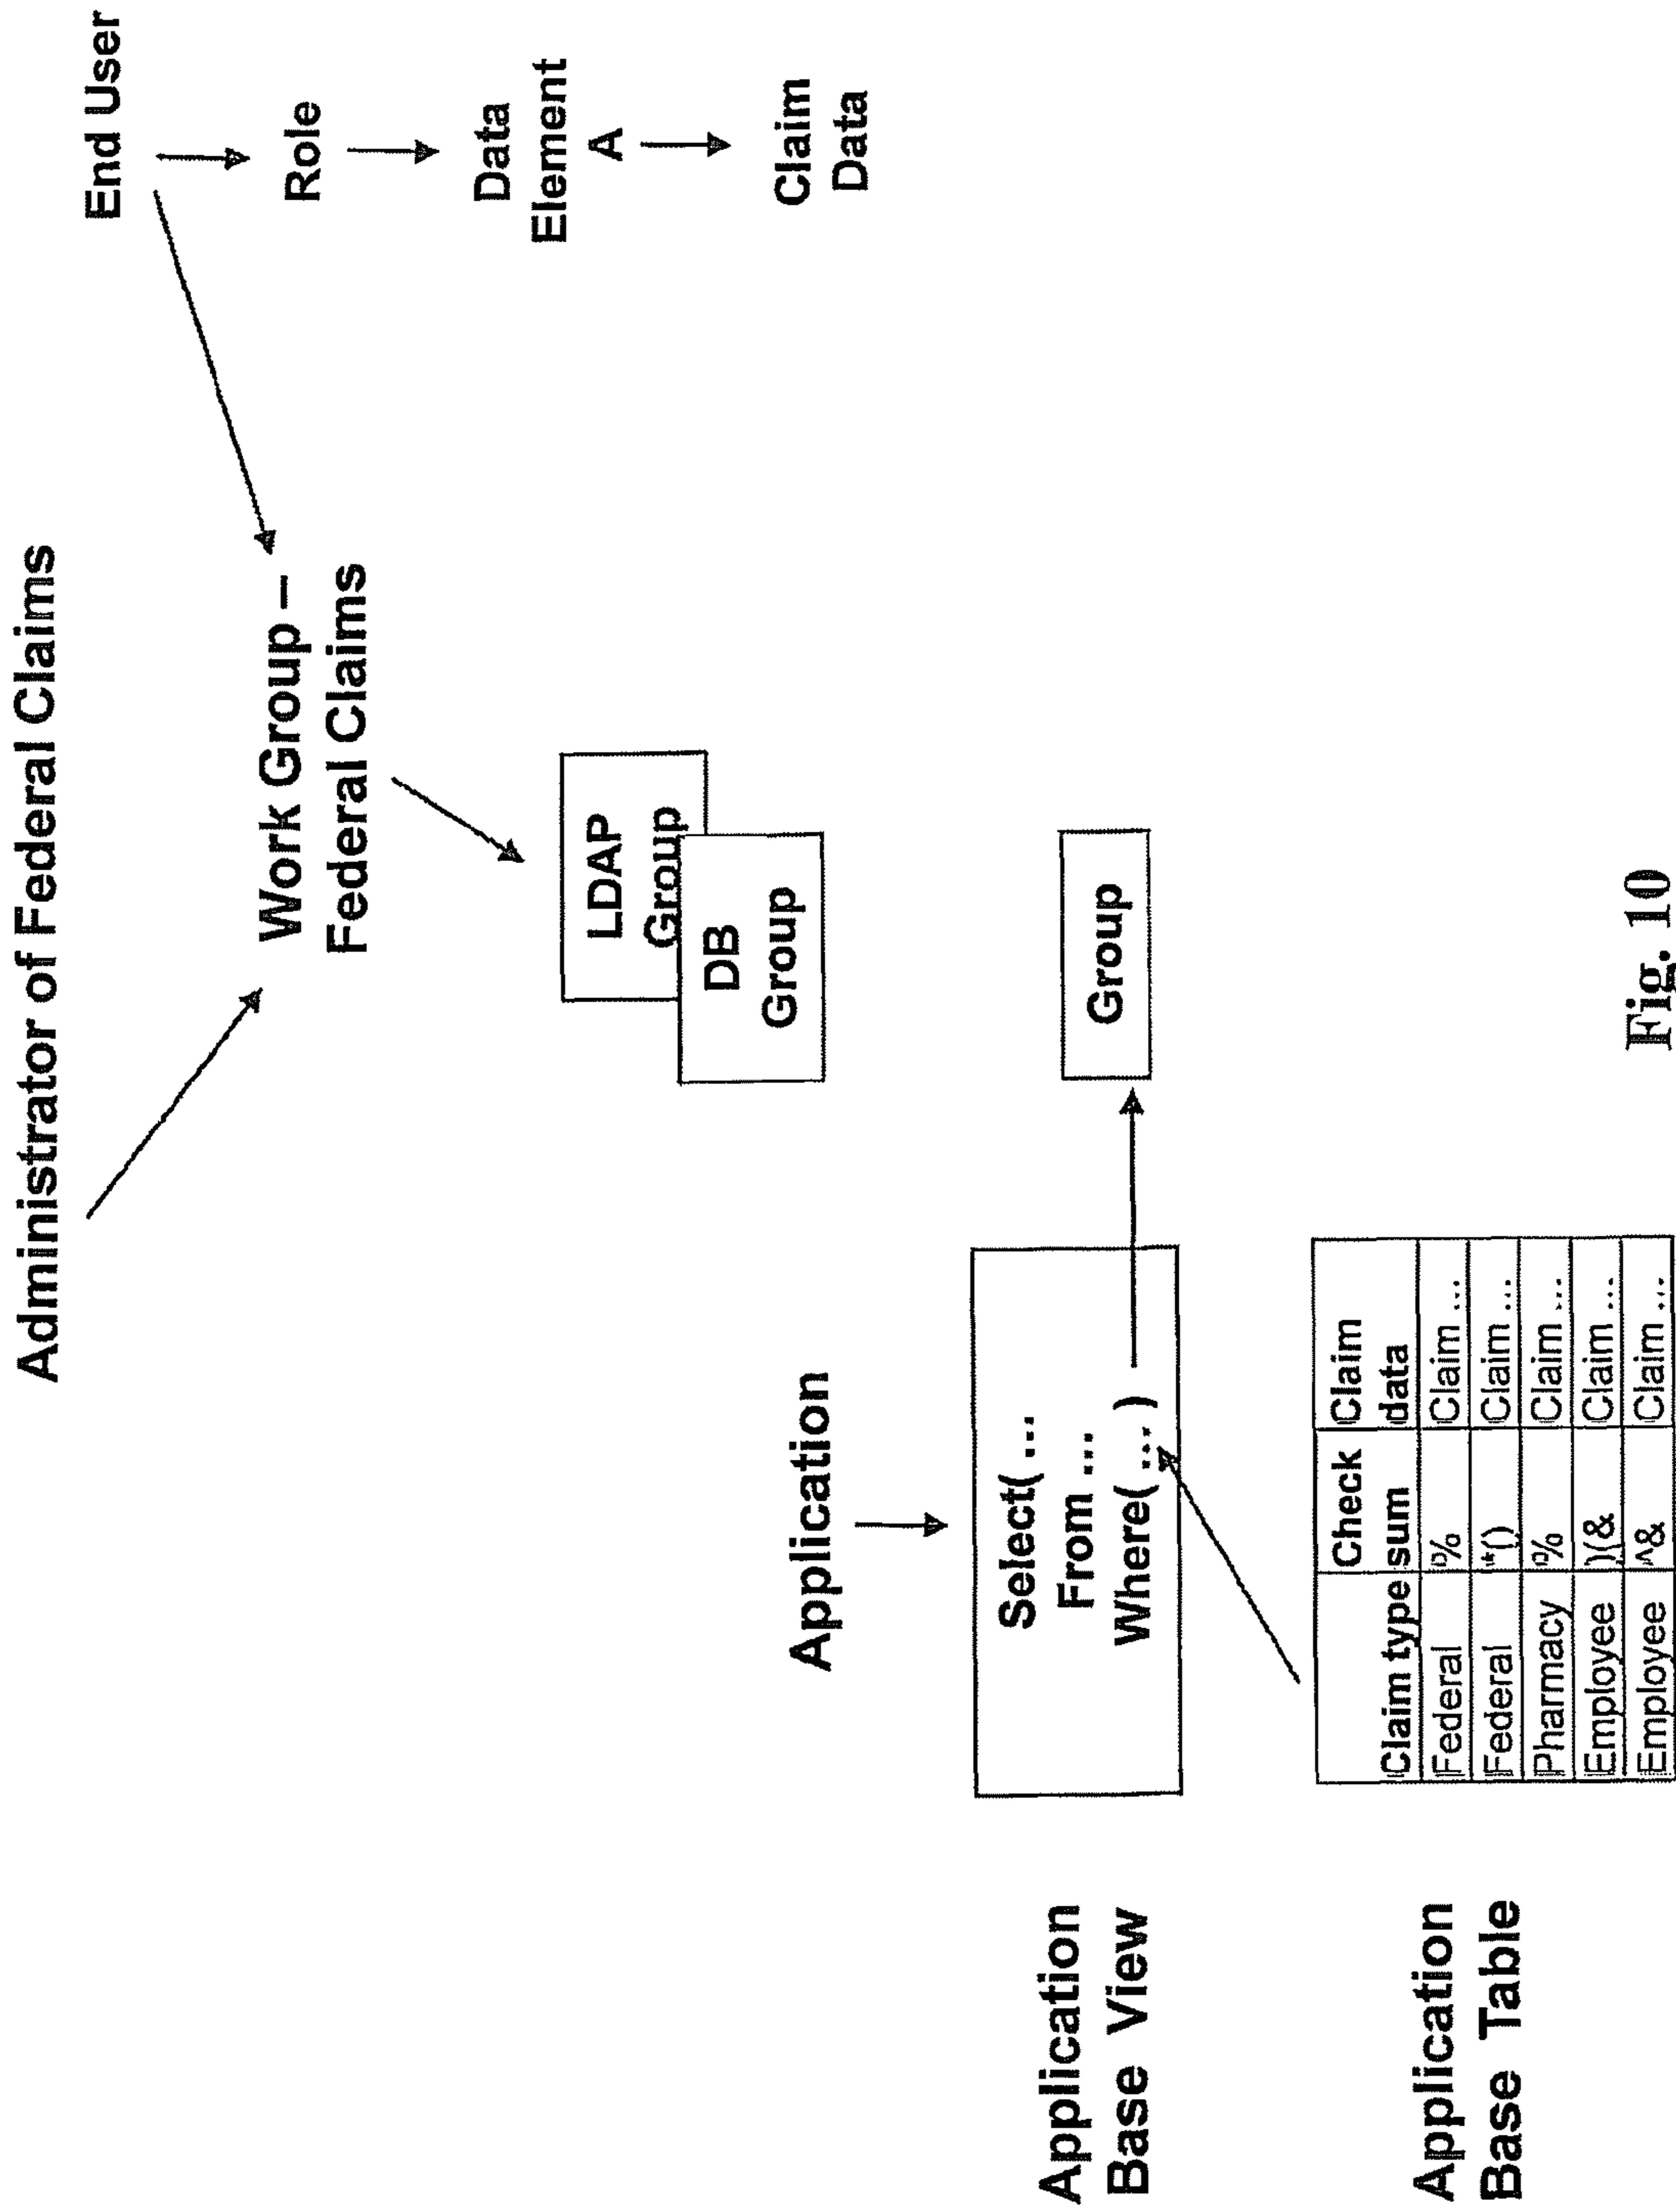 Administrator of Federal Claims
End User
Work Group –
Federal Claims
Role
LDAP
Group
DB
Group
Data
Element
A
Claim
Data
Application
Application
Base View
Select( ...
From ...
Where( ... )
Group
Application
Base Table
Claim type Check sum Claim data
Federal % Claim ...
Federal *() Claim ...
Pharmacy % Claim ...
Employee )(& Claim ...
Employee ^& Claim ...
Fig. 10